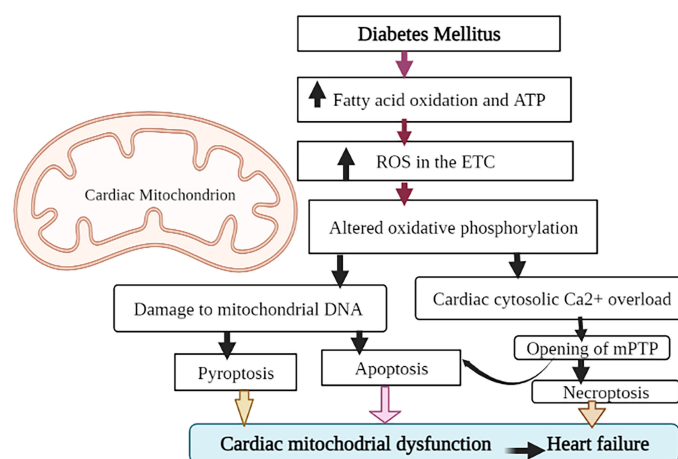 Diabetes Mellitus
Fatty acid oxidation and ATP
ROS in the ETC
Cardiac Mitochondrion
Altered oxidative phosphorylation
Damage to mitochondrial DNA
Cardiac cytosolic Ca2+ overload
Opening of mPTP
Pyroptosis
Apoptosis
Necroptosis
Cardiac mitochodrial dysfunction
Heart failure